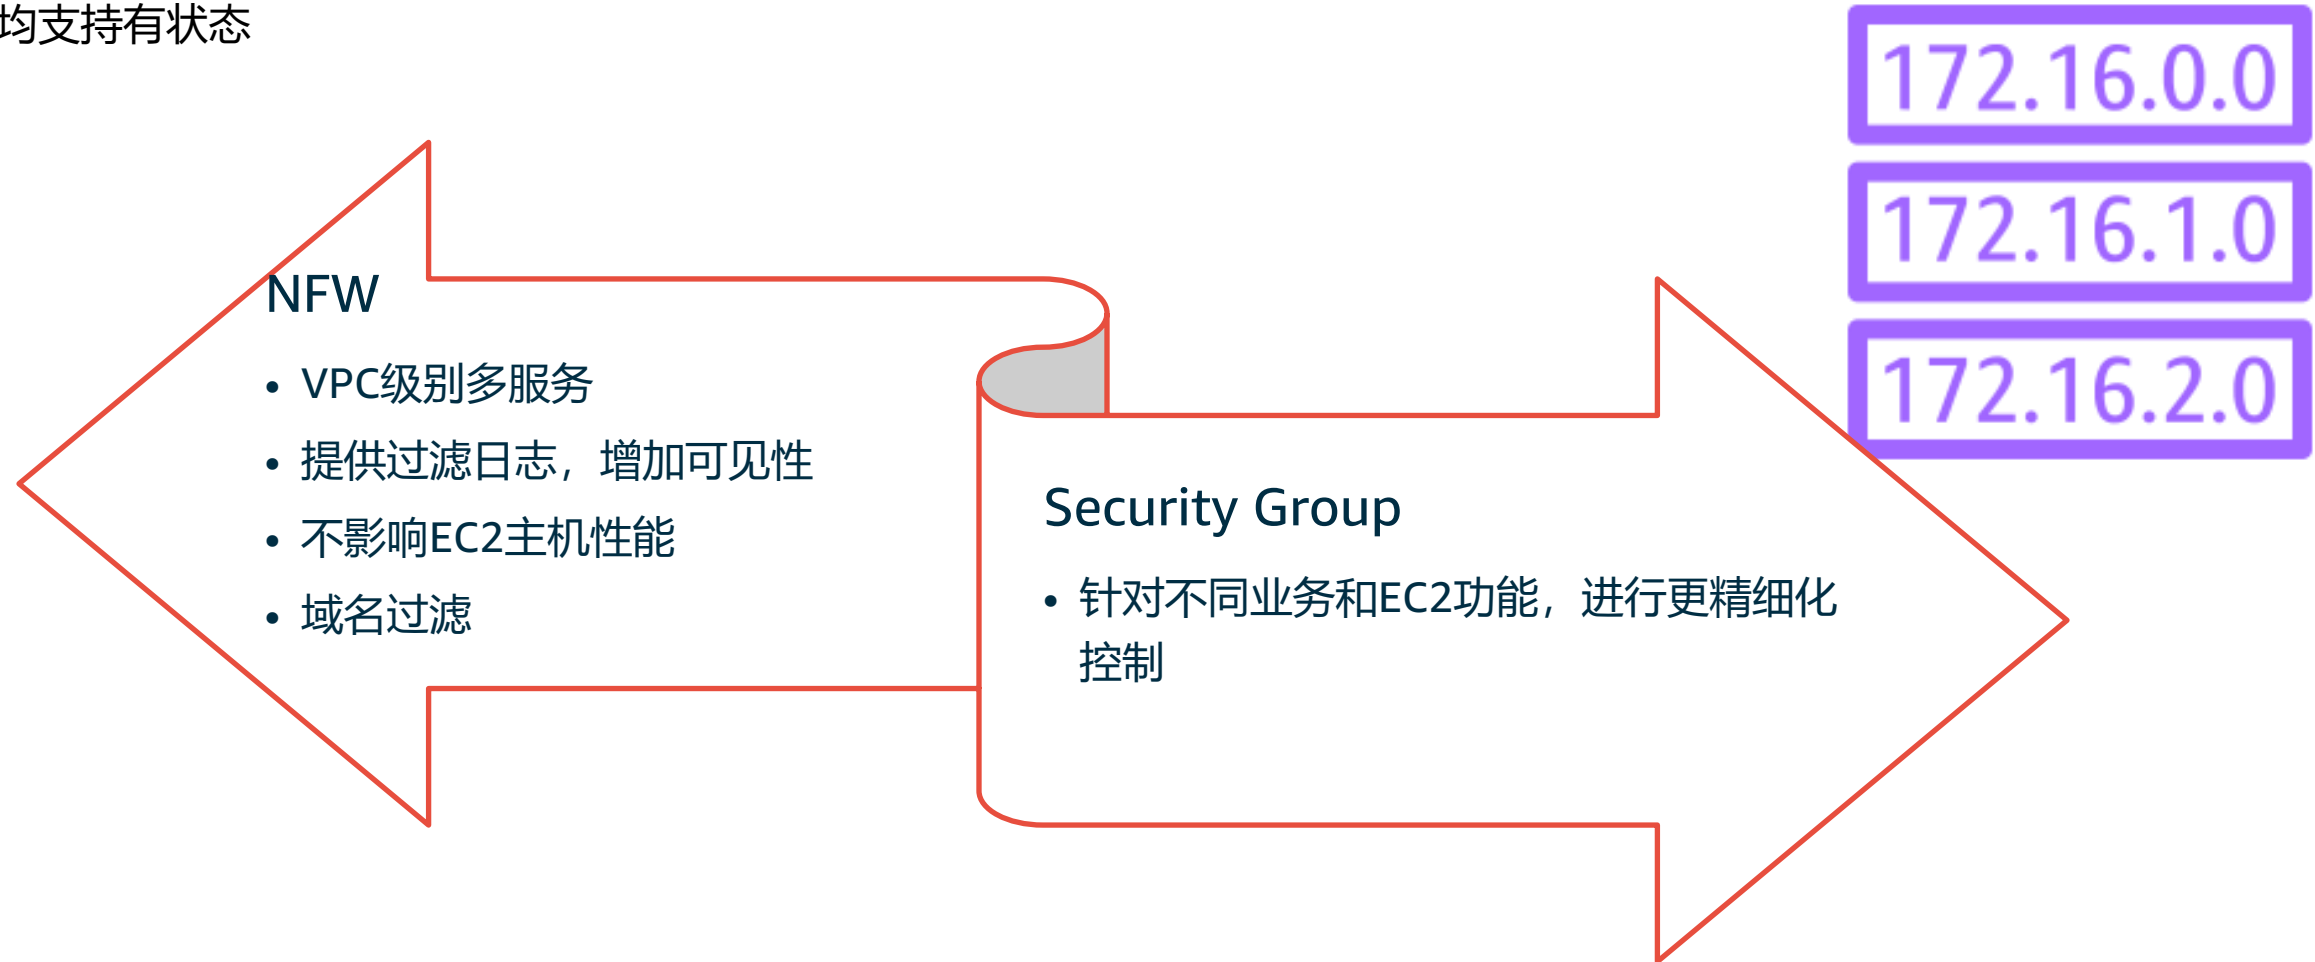 均支持有状态
172.16.0.0
172.16.1.0
172.16.2.0
NFW
• VPC级别多服务
• 提供过滤日志，增加可见性
• 不影响EC2主机性能
• 域名过滤
Security Group
• 针对不同业务和EC2功能，进行更精细化
控制